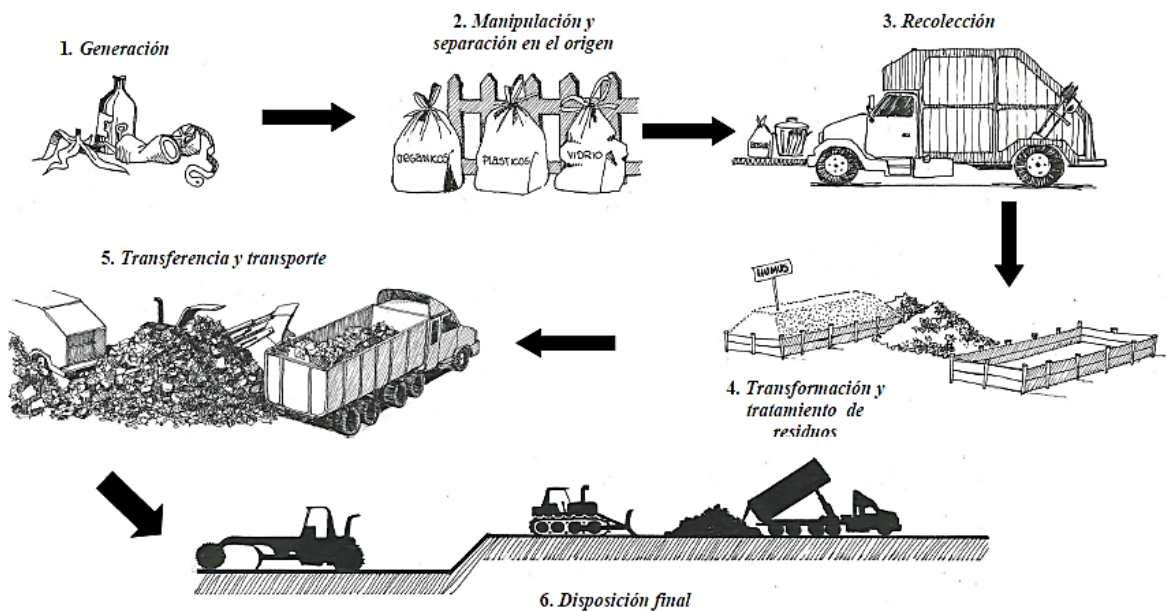 1. Generación
2. Manipulación y
separación en el origen
ORGANICOS
PLASTICOS
VIDRIO
3. Recolección
HUMUS
4. Transformación y
tratamiento de
residuos
5. Transferencia y transporte
6. Disposición final